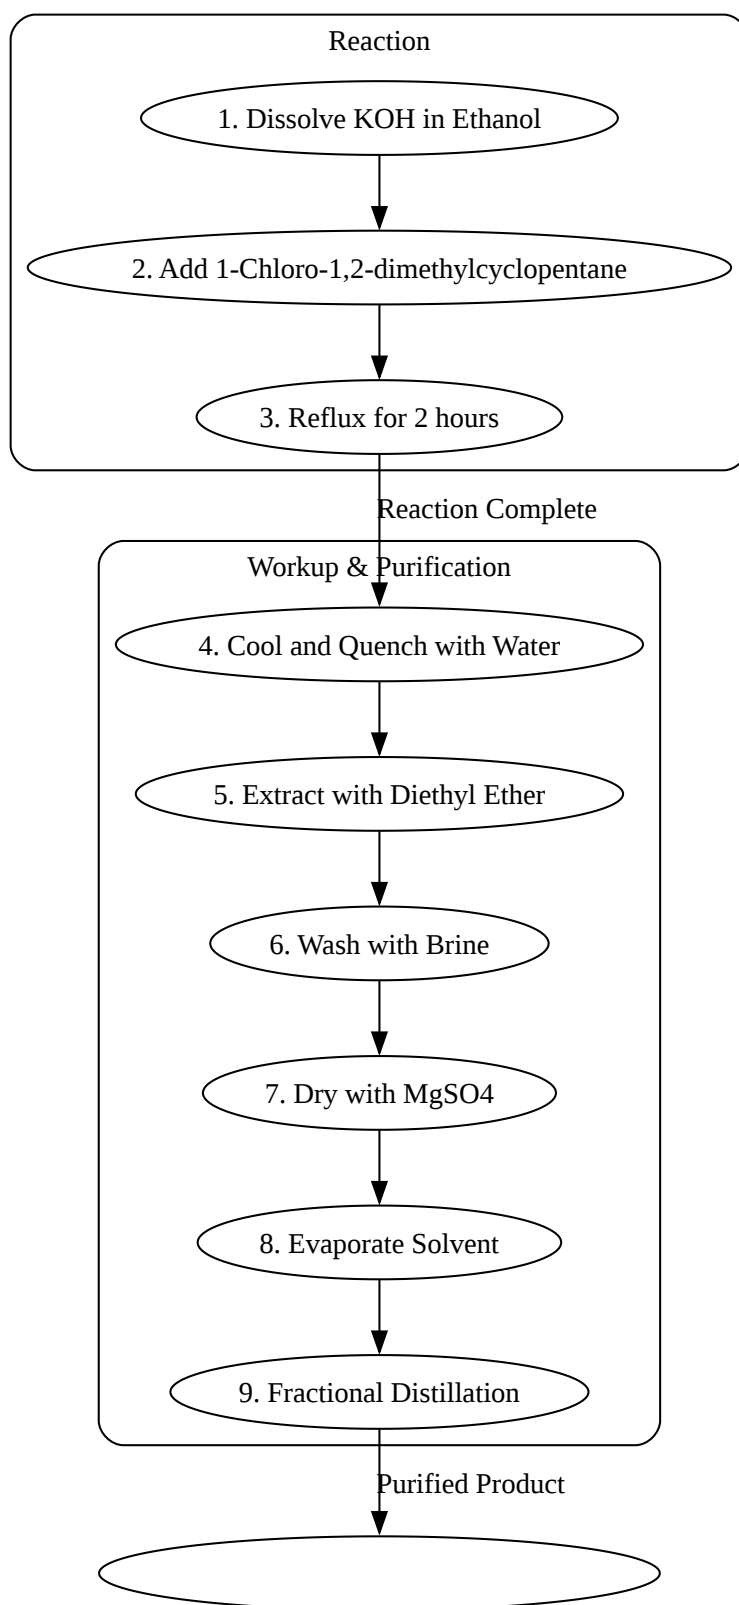 Reaction
1. Dissolve KOH in Ethanol
2. Add 1-Chloro-1,2-dimethylcyclopentane
3. Reflux for 2 hours
Reaction Complete
Workup & Purification
4. Cool and Quench with Water
5. Extract with Diethyl Ether
6. Wash with Brine
7. Dry with MgSO4
8. Evaporate Solvent
9. Fractional Distillation
Purified Product